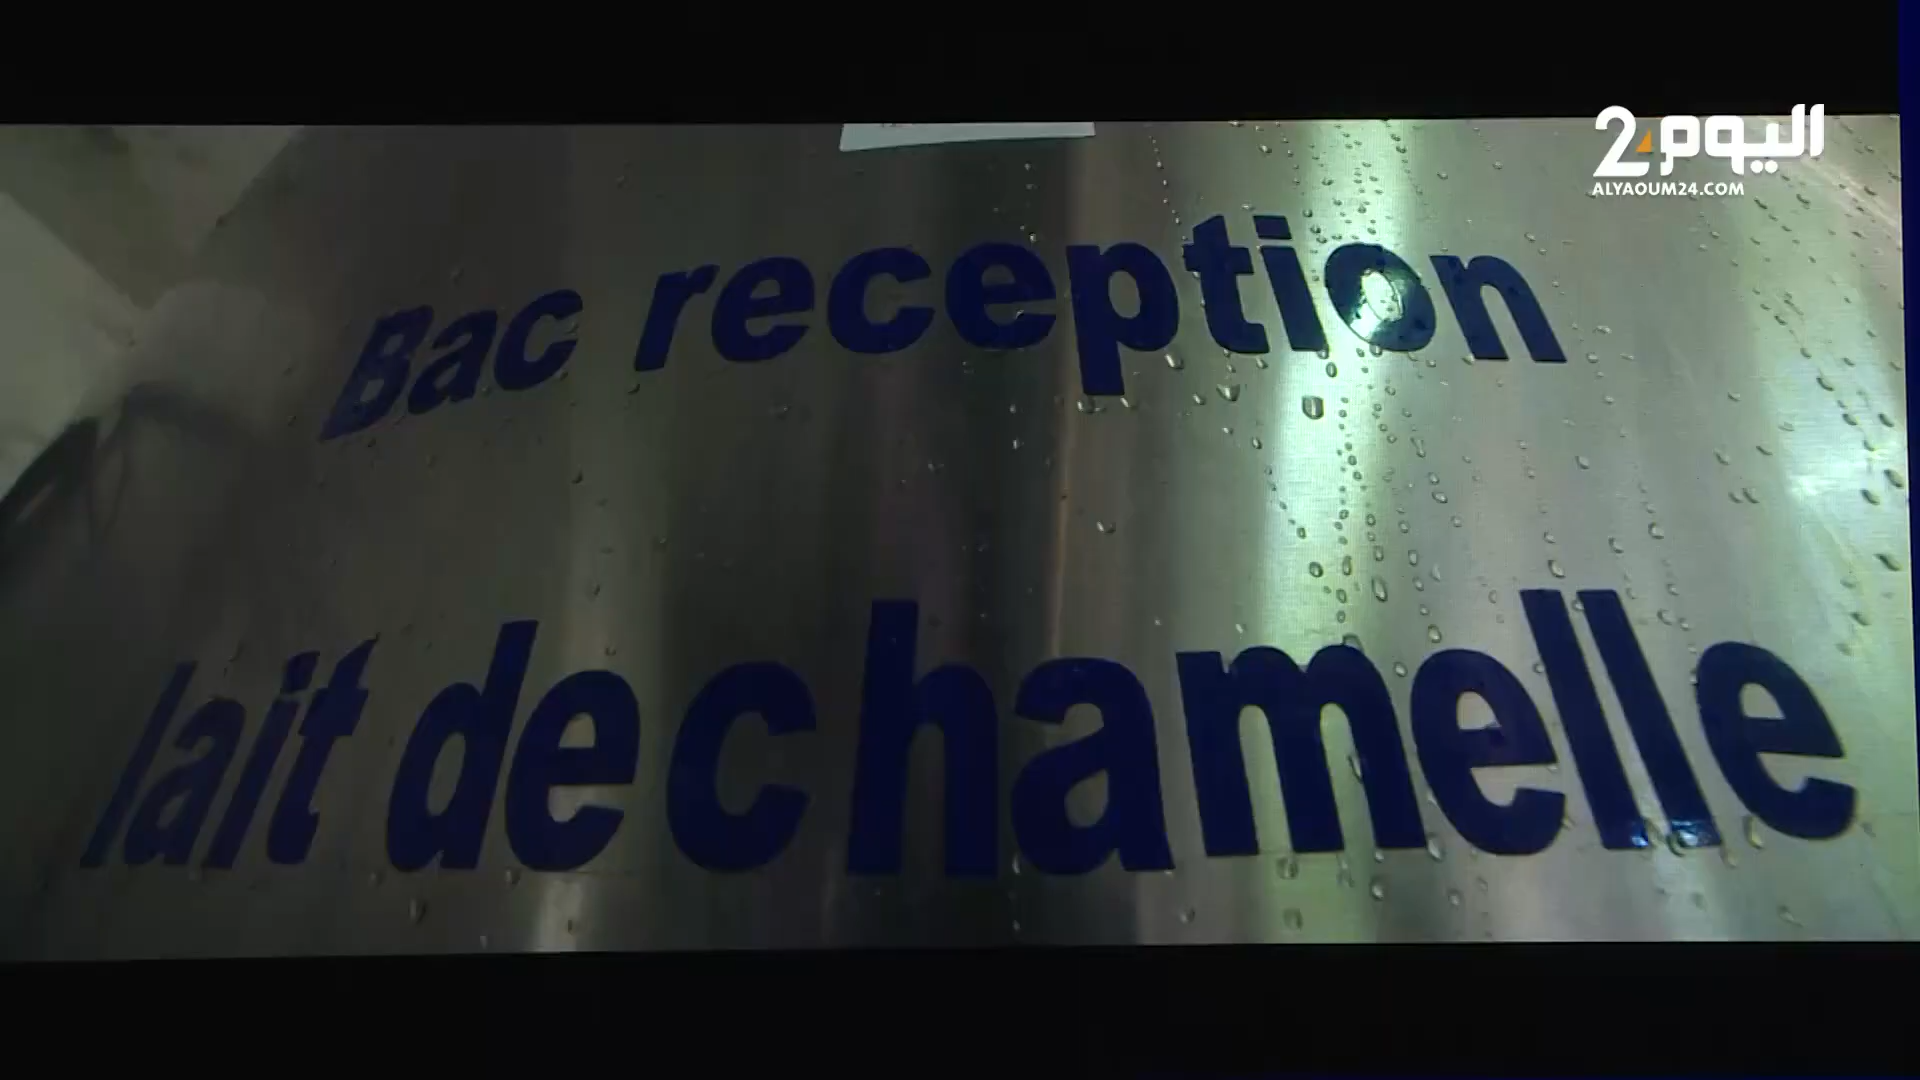 اليوم 24
ALYAOUM24.COM
Bac reception
lait de chamelle